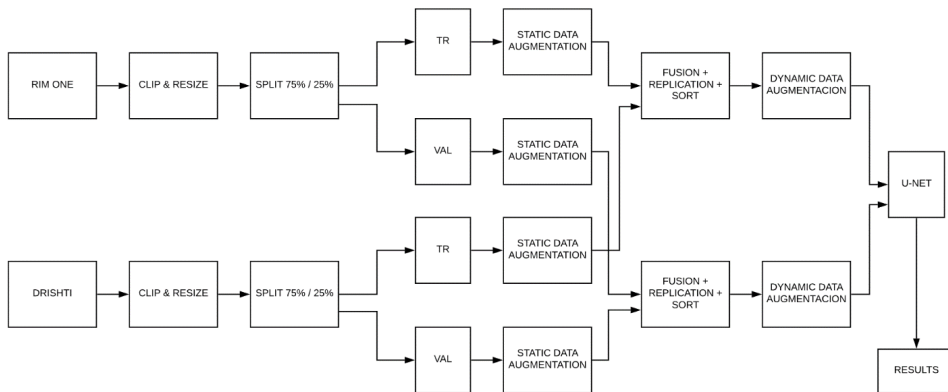 RIM ONE
CLIP & RESIZE
SPLIT 75% / 25%
TR
STATIC DATA
AUGMENTATION
VAL
STATIC DATA
AUGMENTATION
FUSION +
REPLICATION +
SORT
DYNAMIC DATA
AUGMENTACION
U-NET
DRISHTI
CLIP & RESIZE
SPLIT 75% / 25%
TR
STATIC DATA
AUGMENTATION
VAL
STATIC DATA
AUGMENTATION
FUSION +
REPLICATION +
SORT
DYNAMIC DATA
AUGMENTACION
RESULTS